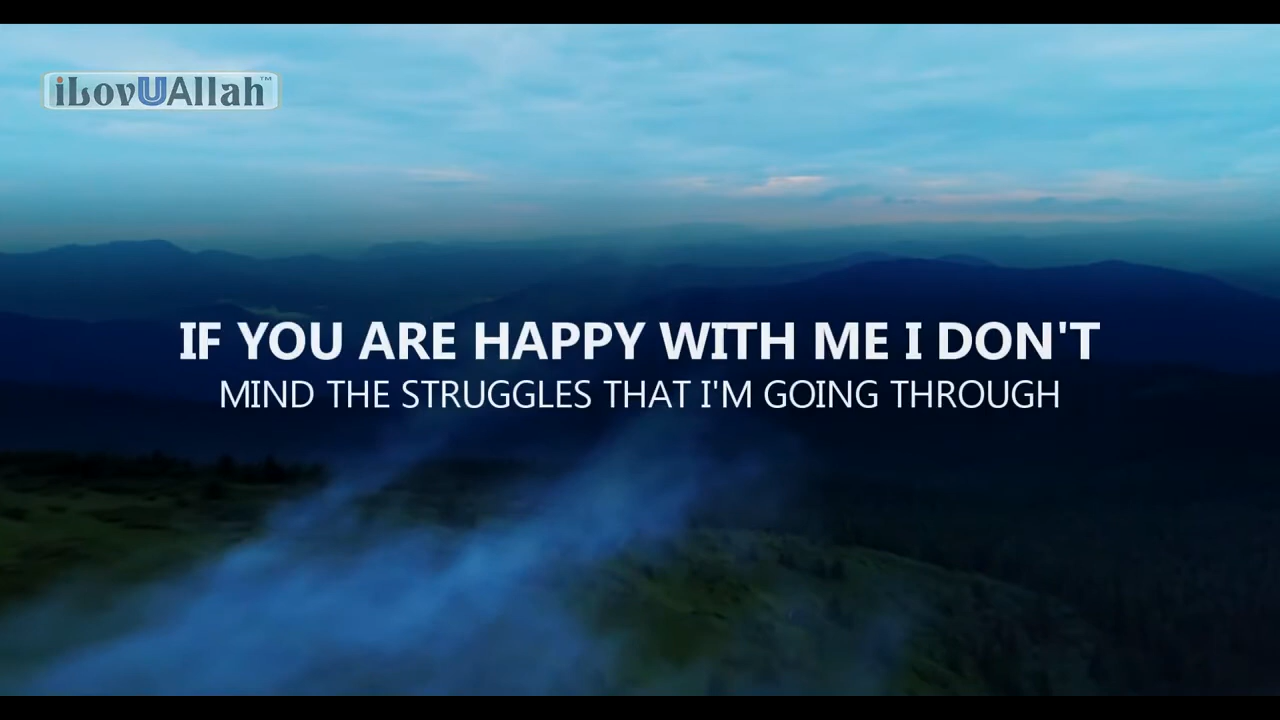 iLovUAllah™
IF YOU ARE HAPPY WITH ME I DON'T
MIND THE STRUGGLES THAT I'M GOING THROUGH